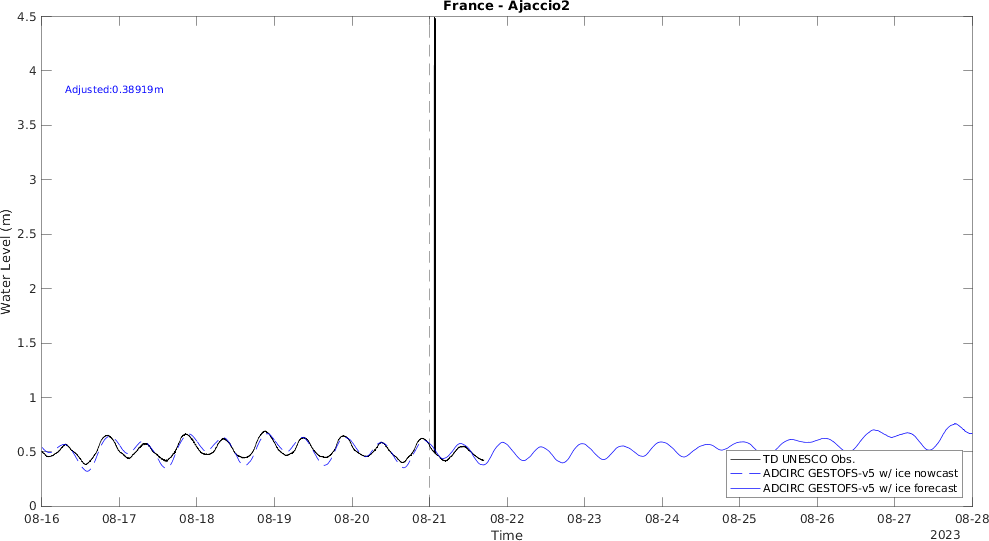 France - Ajaccio2
4.5
4
3.5
3
2.5
2
1.5
1
0.5
0
Water Level (m)
Adjusted:0.38919m
TD UNESCO Obs.
ADCIRC GESTOFS-v5 w/ ice nowcast
ADCIRC GESTOFS-v5 w/ ice forecast
08-16 08-17 08-18 08-19 08-20 08-21 08-22 08-23 08-24 08-25 08-26 08-27 08-28
Time
2023